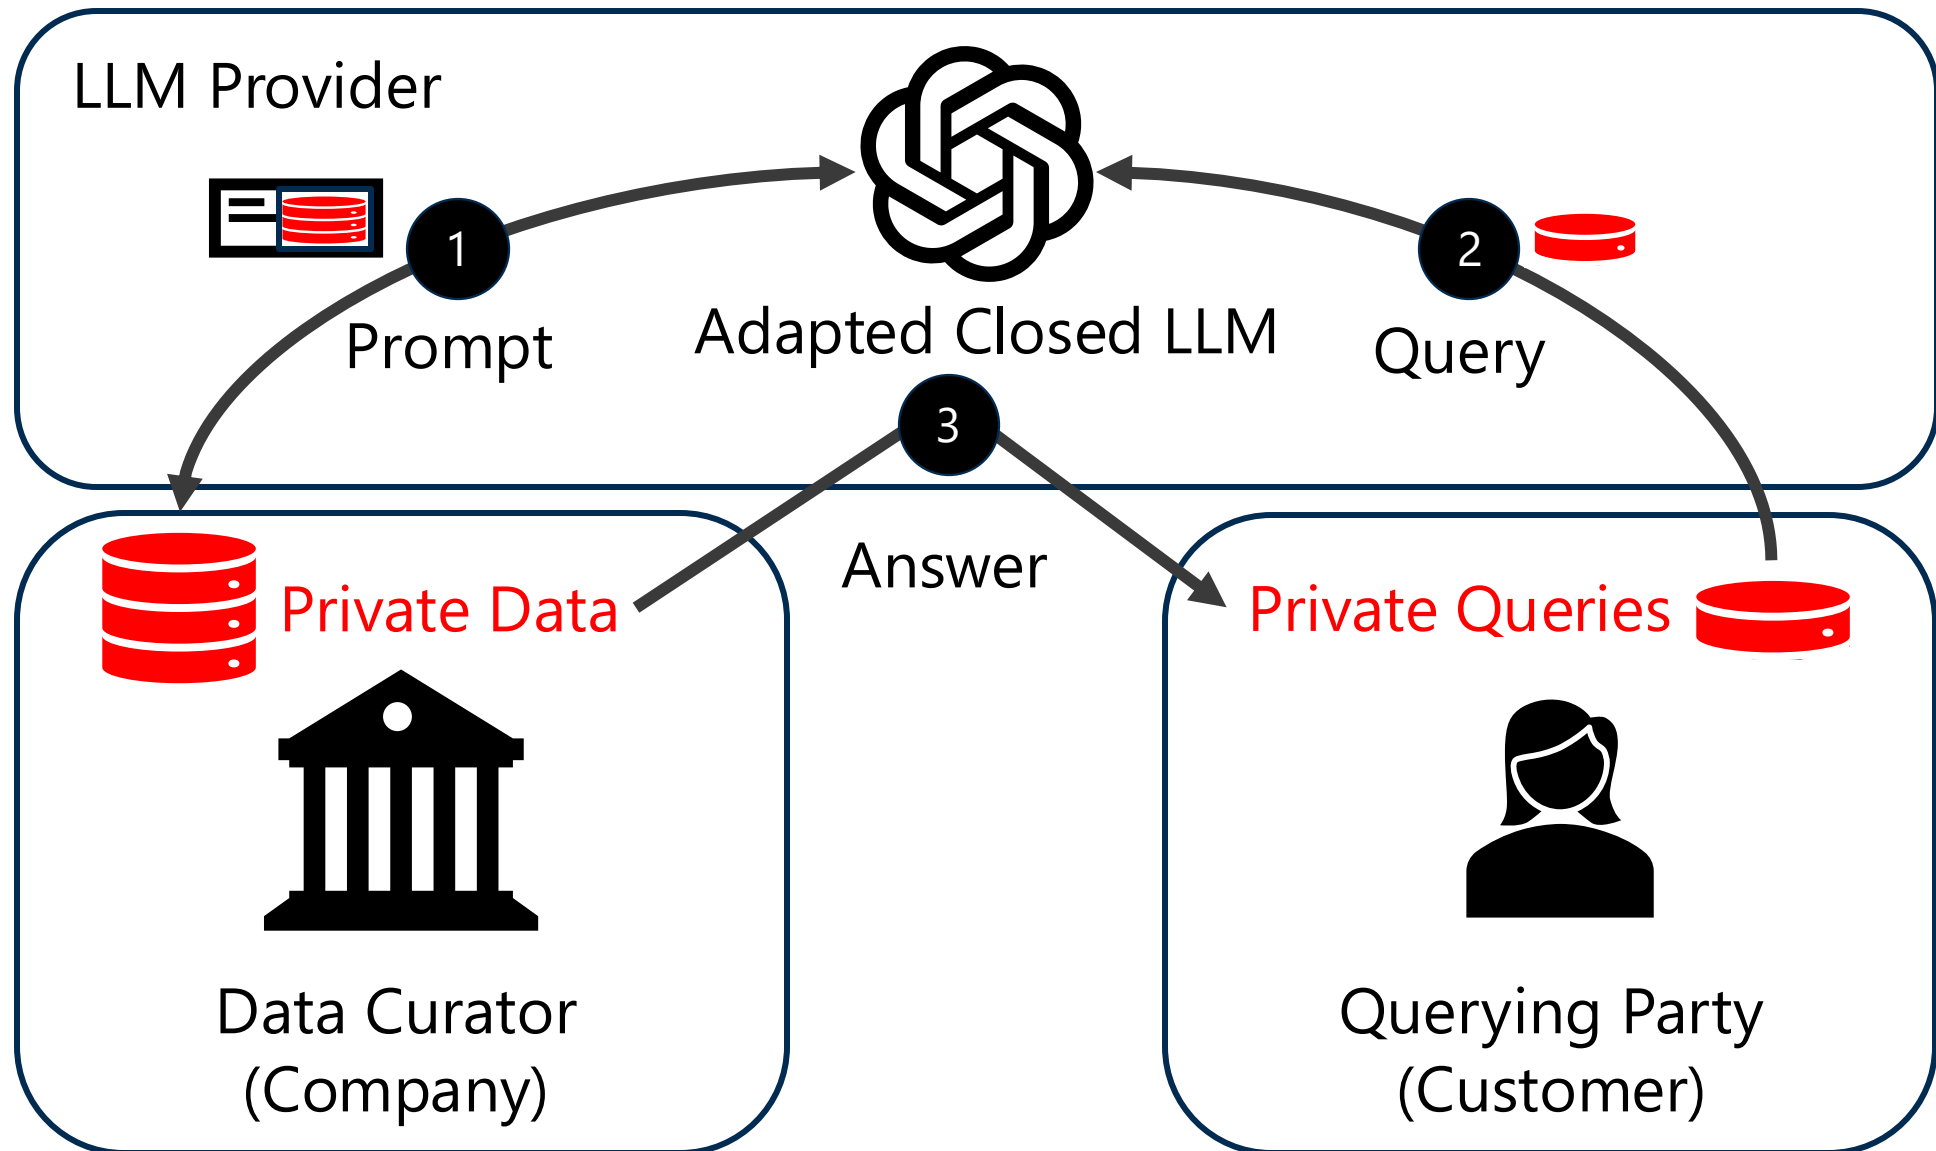 LLM Provider
1
Prompt
Adapted Closed LLM
2
Query
3
Answer
Private Data
Private Queries
Data Curator
(Company)
Querying Party
(Customer)